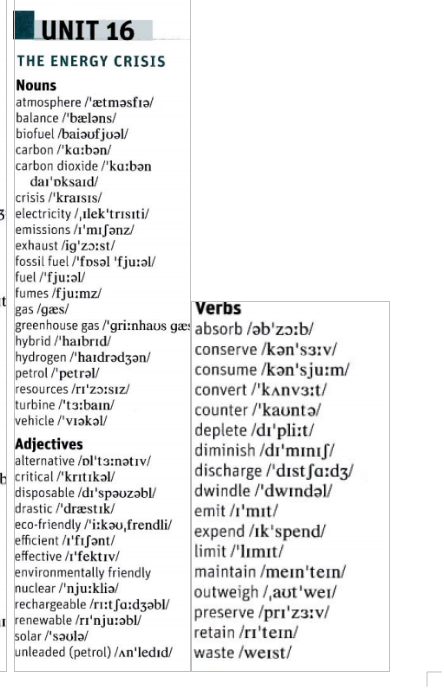 UNIT 16
THE ENERGY CRISIS
Nouns
atmosphere /'ætməsfɪə/
balance /'bæləns/
biofuel /baiəʊfjʊəl/
carbon /'kɑːbən/
carbon dioxide /'kɑːbən
daɪ'ɒksaɪd/
crisis /'kraɪsɪs/
electricity /ˌɪlek'trɪsɪti/
emissions /ɪ'mɪʃənz/
exhaust /ig'zɔːst/
fossil fuel /'fɒsəl 'fjuːəl/
fuel /'fjuːəl/
fumes /fjuːmz/
gas /gæs/
greenhouse gas /'griːnhaʊs gæs
hybrid /'haɪbrɪd/
hydrogen /'haɪdrədʒən/
petrol /'petrəl/
resources /rɪ'zɔːsɪz/
turbine /'tɜːbaɪn/
vehicle /'vɪəkəl/
Adjectives
alternative /ɒl'tɜːnətɪv/
critical /'krɪtɪkəl/
disposable /dɪ'spəʊzəbl/
drastic /'dræstɪk/
eco-friendly /'iːkəʊˌfrendli/
efficient /ɪ'fɪʃənt/
effective /ɪ'fektɪv/
environmentally friendly
nuclear /'njuːkliə/
rechargeable /riːtʃɑːdʒəbl/
renewable /rɪ'njuːəbl/
solar /'səʊlə/
unleaded (petrol) /ʌn'ledɪd/
Verbs
absorb /əb'zɔːb/
conserve /kən'sɜːv/
consume /kən'sjuːm/
convert /'kʌnvɜːt/
counter /'kaʊntə/
deplete /dɪ'pliːt/
diminish /dɪ'mɪnɪʃ/
discharge /'dɪstʃɑːdʒ/
dwindle /'dwɪndəl/
emit /ɪ'mɪt/
expend /ɪk'spend/
limit /'lɪmɪt/
maintain /meɪn'teɪn/
outweigh /ˌaʊt'weɪ/
preserve /prɪ'zɜːv/
retain /rɪ'teɪn/
waste /weɪst/